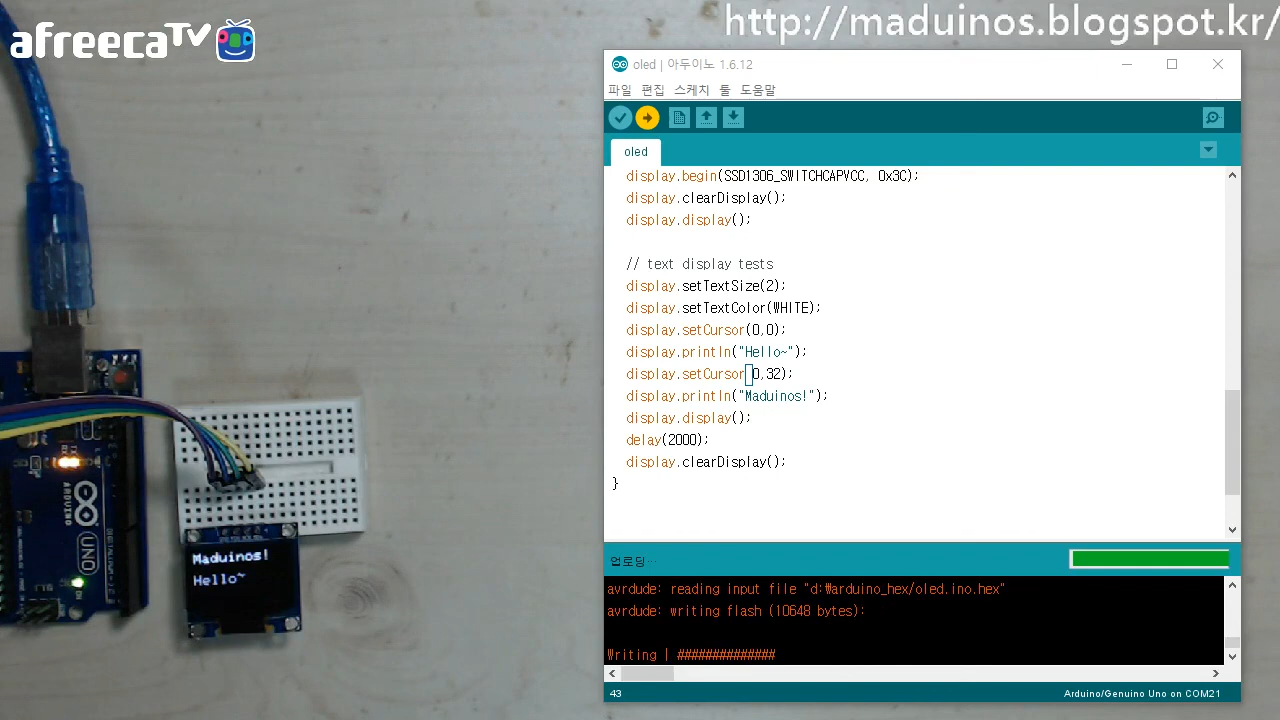 afreecaTV
http://maduinos.blogspot.kr/
oled | 아두이노 1.6.12
파일 편집 스케치 툴 도움말
oled
display.begin(SSD1306_SWITCHCAPVCC, 0x3C);
display.clearDisplay();
display.display();
// text display tests
display.setTextSize(2);
display.setTextColor(WHITE);
display.setCursor(0,0);
display.println("Hello~");
display.setCursor(0,32);
display.println("Maduinos!");
display.display();
delay(2000);
display.clearDisplay();
}
업로딩…
avrdude: reading input file "d:\arduino_hex/oled.ino.hex"
avrdude: writing flash (10648 bytes):
Writing | ##############
43
Arduino/Genuino Uno on COM21
ARDUINO
UNO
Maduinos!
Hello~